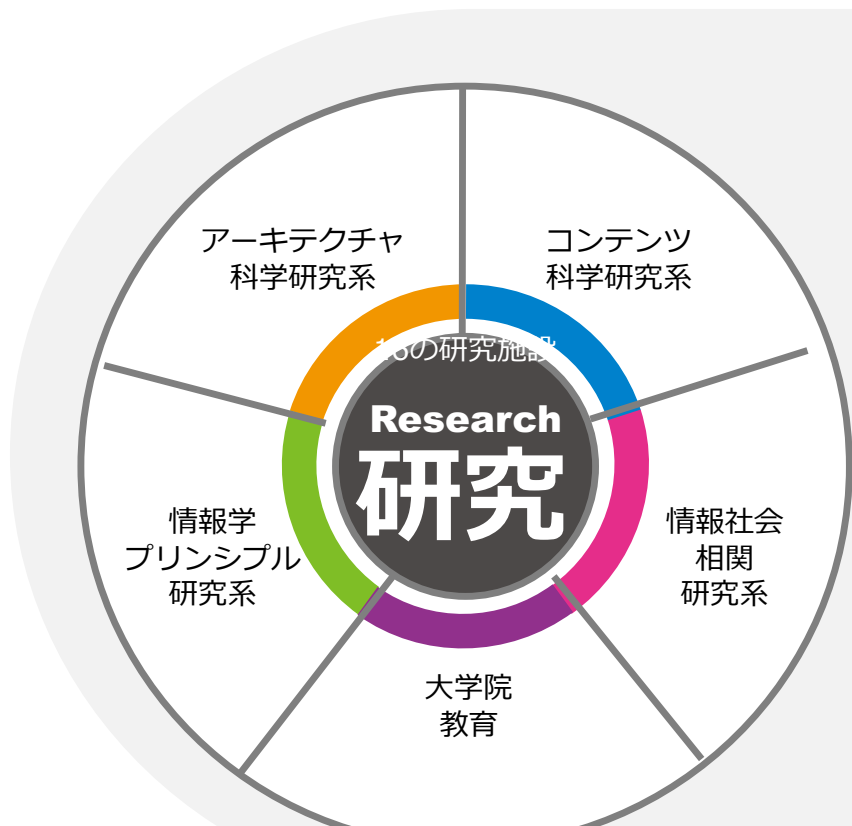 アーキテクチャ
科学研究系
コンテンツ
科学研究系
の研究施設
Research
研究
情報学
プリンシプル
研究系
情報社会
相関
研究系
大学院
教育